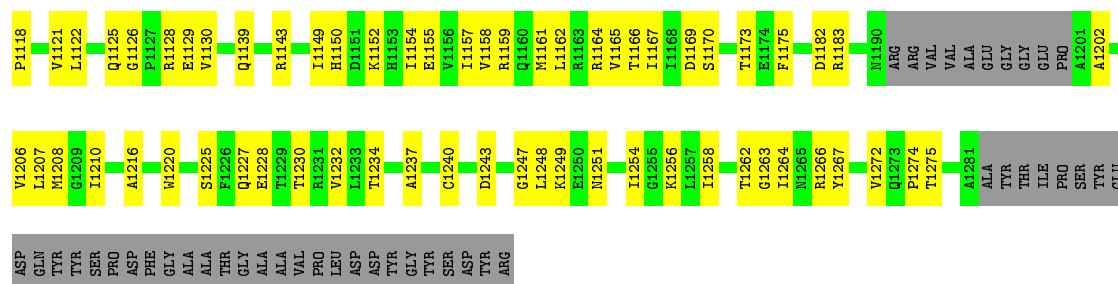 P1118 V1121 L1122 Q1125 G1126 P1127 R1128 E1129 V1130 Q1139 R1143 I1149 H1150 D1151 K1152 H1153 I1154 E1155 V1156 I1157 V1158 R1159 Q1160 M1161 L1162 R1163 R1164 V1165 T1166 I1167 I1168 D1169 S1170 T1173 E1174 F1175 D1182 R1183 N1190 ARG ARG VAL VAL ALA GLU GLY GLY GLU PRO A1201 A1202
V1206 L1207 M1208 G1209 I1210 A1216 W1220 S1225 F1226 Q1227 E1228 T1229 T1230 R1231 V1232 L1233 T1234 A1237 C1240 D1243 G1247 L1248 K1249 E1250 N1251 I1254 G1255 K1256 L1257 I1258 T1262 G1263 I1264 N1265 R1266 Y1267 V1272 Q1273 P1274 T1275 A1281 ALA TYR THR ILE PRO SER TYR GLU
ASP GLN TYR TYR SER PRO ASP PHE GLY ALA ALA THR GLY ALA ALA VAL PRO LEU ASP ASP TYR GLY TYR SER ASP TYR ARG